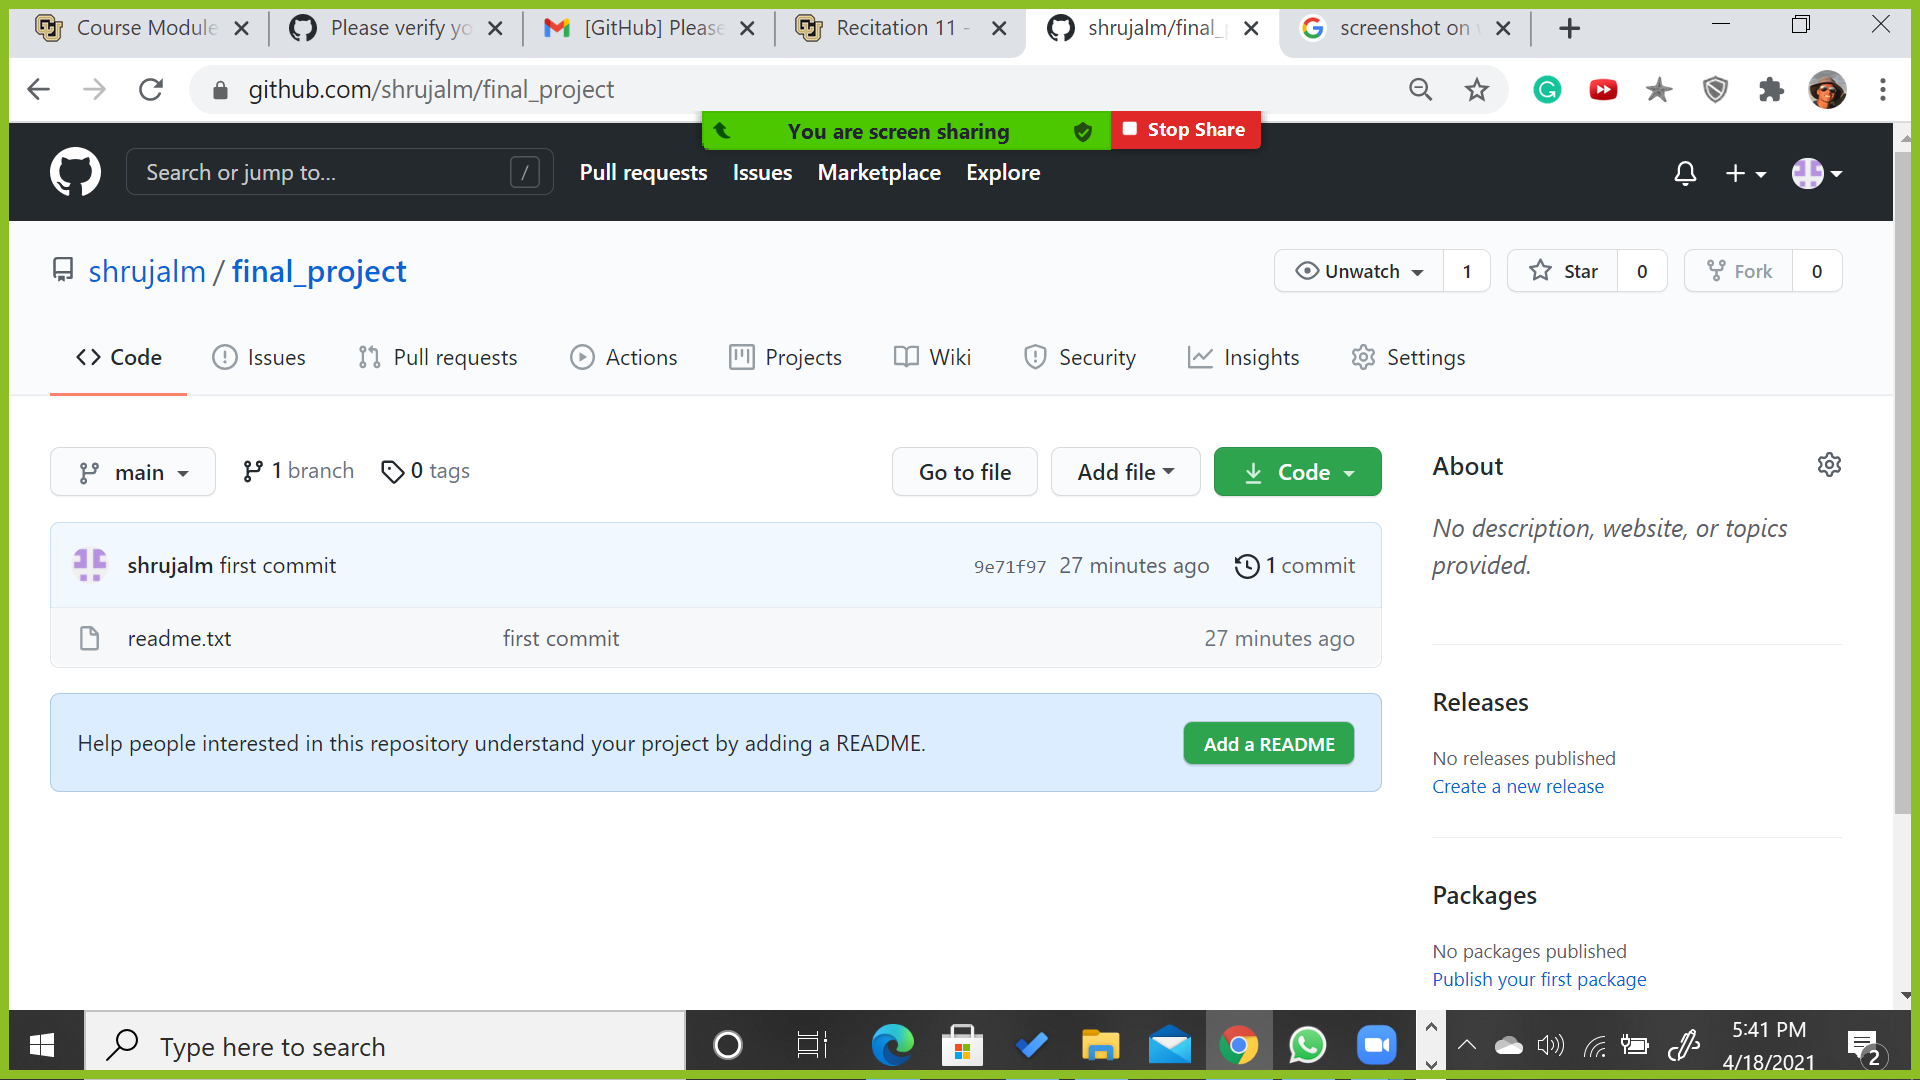 Course Module
Please verify yo
[GitHub] Please
Recitation 11 -
shrujalm/final_p
screenshot on
github.com/shrujalm/final_project
You are screen sharing
Stop Share
Search or jump to...
/
Pull requests
Issues
Marketplace
Explore
shrujalm / final_project
Unwatch
1
Star
0
Fork
0
Code
Issues
Pull requests
Actions
Projects
Wiki
Security
Insights
Settings
main
1 branch
0 tags
Go to file
Add file
Code
shrujalm first commit
9e71f97
27 minutes ago
1 commit
readme.txt
first commit
27 minutes ago
Help people interested in this repository understand your project by adding a README.
Add a README
About
No description, website, or topics
provided.
Releases
No releases published
Create a new release
Packages
No packages published
Publish your first package
Type here to search
5:41 PM
4/18/2021
2